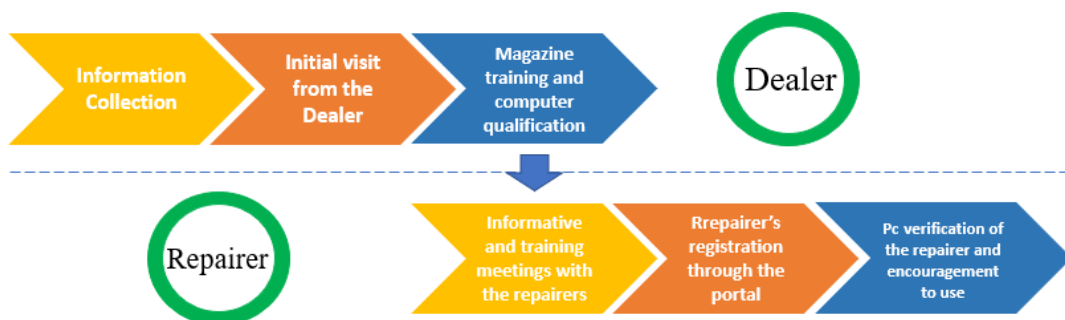 Information
Collection
Initial visit
from the
Dealer
Magazine
training and
computer
qualification
Dealer
Repairer
Informative
and training
meetings with
the repairers
Rrepairer’s
registration
through the
portal
Pc verification of
the repairer and
encouragement
to use